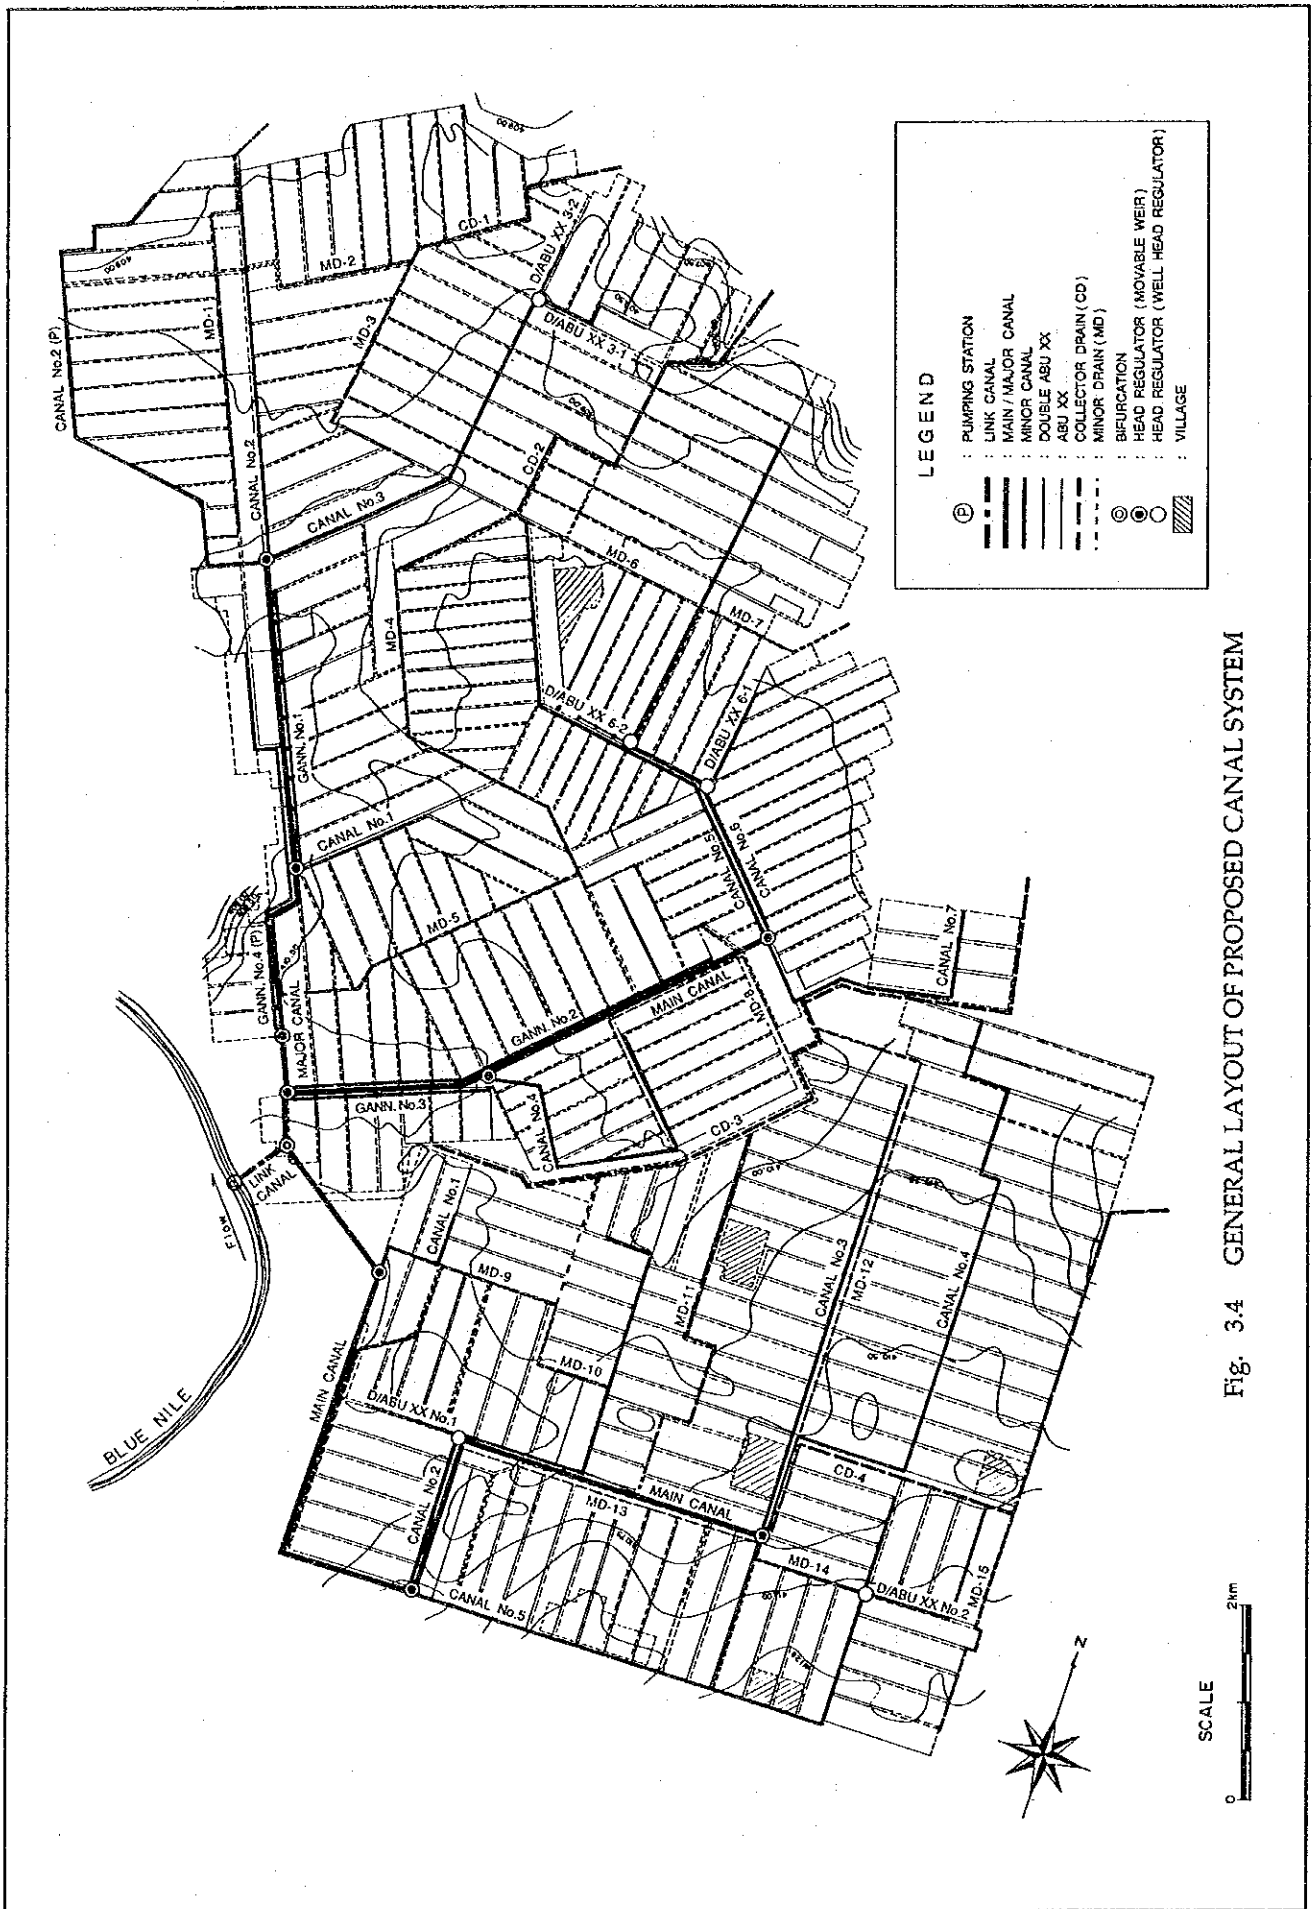 CANAL No.2 (P)
MD-1
CANAL No.2
MD-2
CD-1
MD-3
D/ABU XX 3-2
D/ABU XX 3-1
CANAL No.3
CD-2
MD-4
MD-6
MD-7
GANN. No.1
D/ABU XX 6-2
D/ABU XX 6-1
CANAL No.1
CANAL No.5
CANAL No.6
MD-5
GANN. No.4 (P)
MAJOR CANAL
GANN. No.2
MAIN CANAL
MD-8
CANAL No.7
GANN. No.3
CANAL No.4
CD-3
LINK
CANAL
Flow
BLUE NILE
MAIN CANAL
CANAL No.1
MD-9
MD-10
MD-11
CANAL No.3
MD-12
CANAL No.4
D/ABU XX No.1
CANAL No.2
MD-13
MAIN CANAL
CD-4
CANAL No.5
MD-14
D/ABU XX No.2
MD-15
409.00
408.00
410.00
LEGEND
P : PUMPING STATION
: LINK CANAL
: MAIN / MAJOR CANAL
: MINOR CANAL
: DOUBLE ABU XX
: ABU XX
: COLLECTOR DRAIN (CD)
: MINOR DRAIN (MD)
: BIFURCATION
: HEAD REGULATOR (MOVABLE WEIR)
: HEAD REGULATOR (WELL HEAD REGULATOR)
: VILLAGE
N
SCALE
0 2km
Fig. 3.4 GENERAL LAYOUT OF PROPOSED CANAL SYSTEM